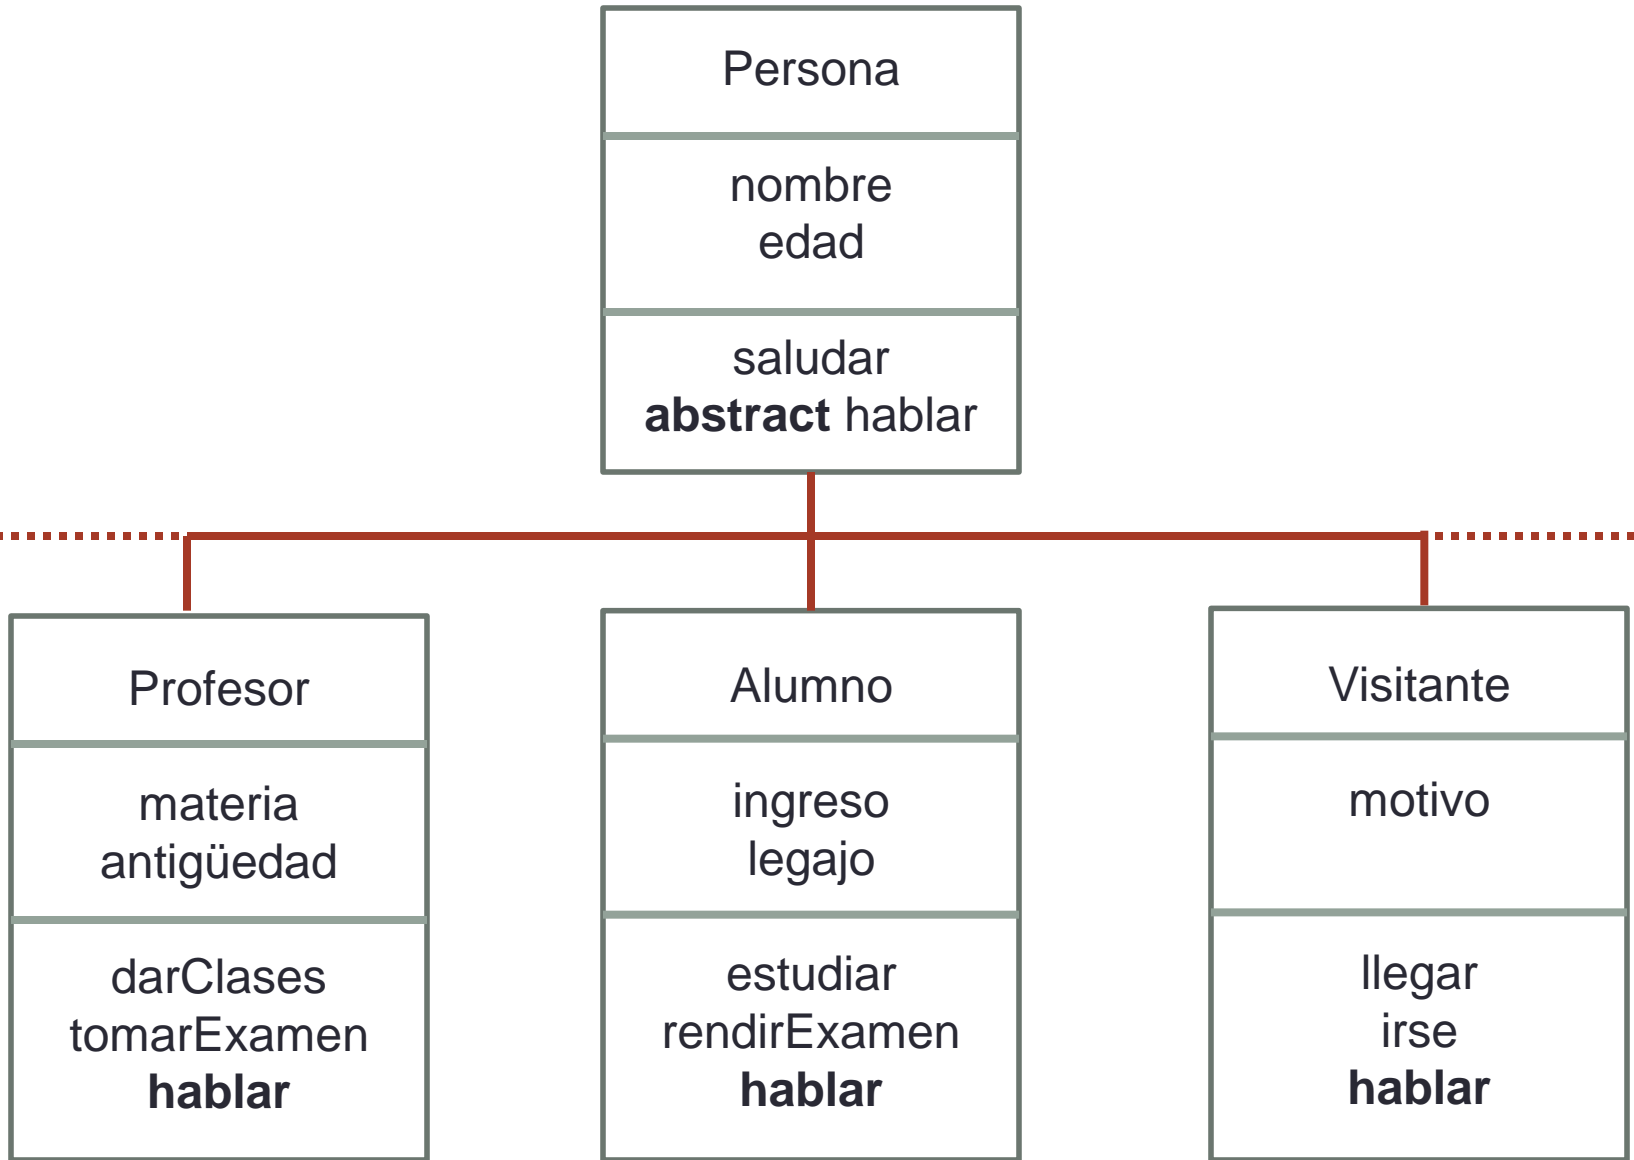 Persona
nombre
edad
saludar
abstract hablar
Profesor
materia
antigüedad
darClases
tomarExamen
hablar
Alumno
ingreso
legajo
estudiar
rendirExamen
hablar
Visitante
motivo
llegar
irse
hablar